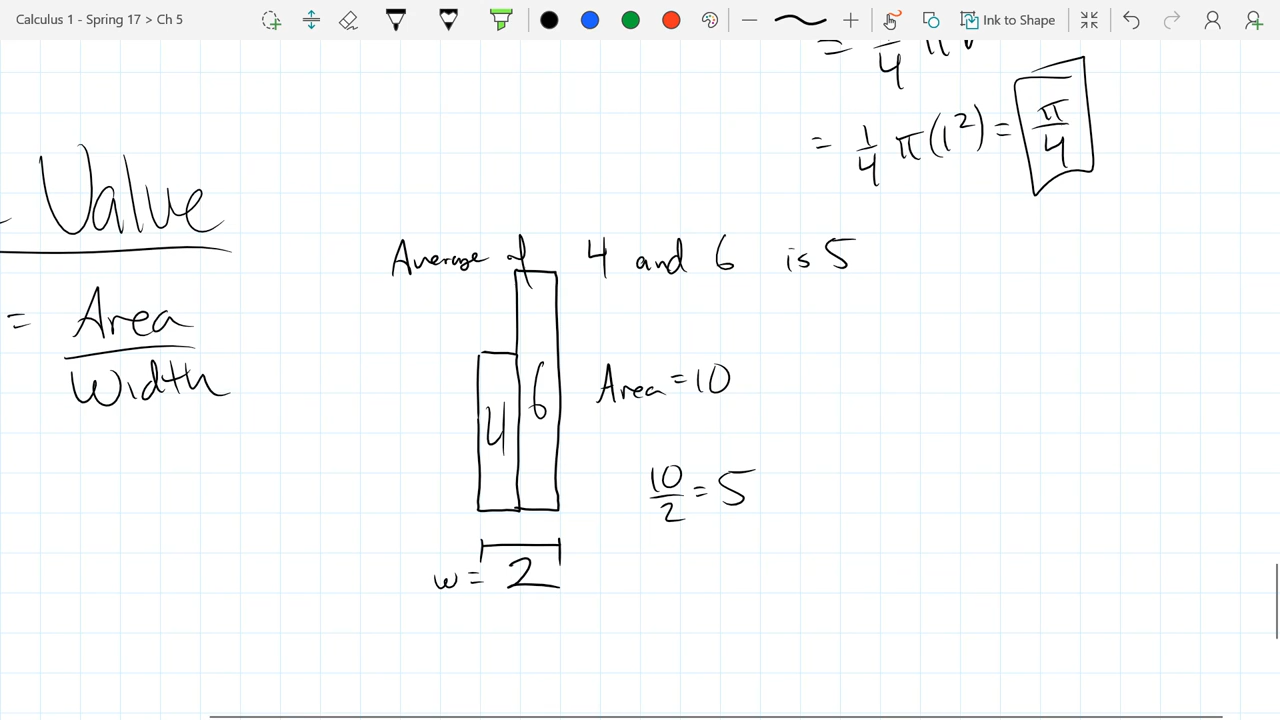 Calculus 1 - Spring 17 > Ch 5
Ink to Shape
= 1/4 π(1²) = π/4
Value
Average of 4 and 6 is 5
= Area / Width
4
6
Area = 10
10/2 = 5
w = 2